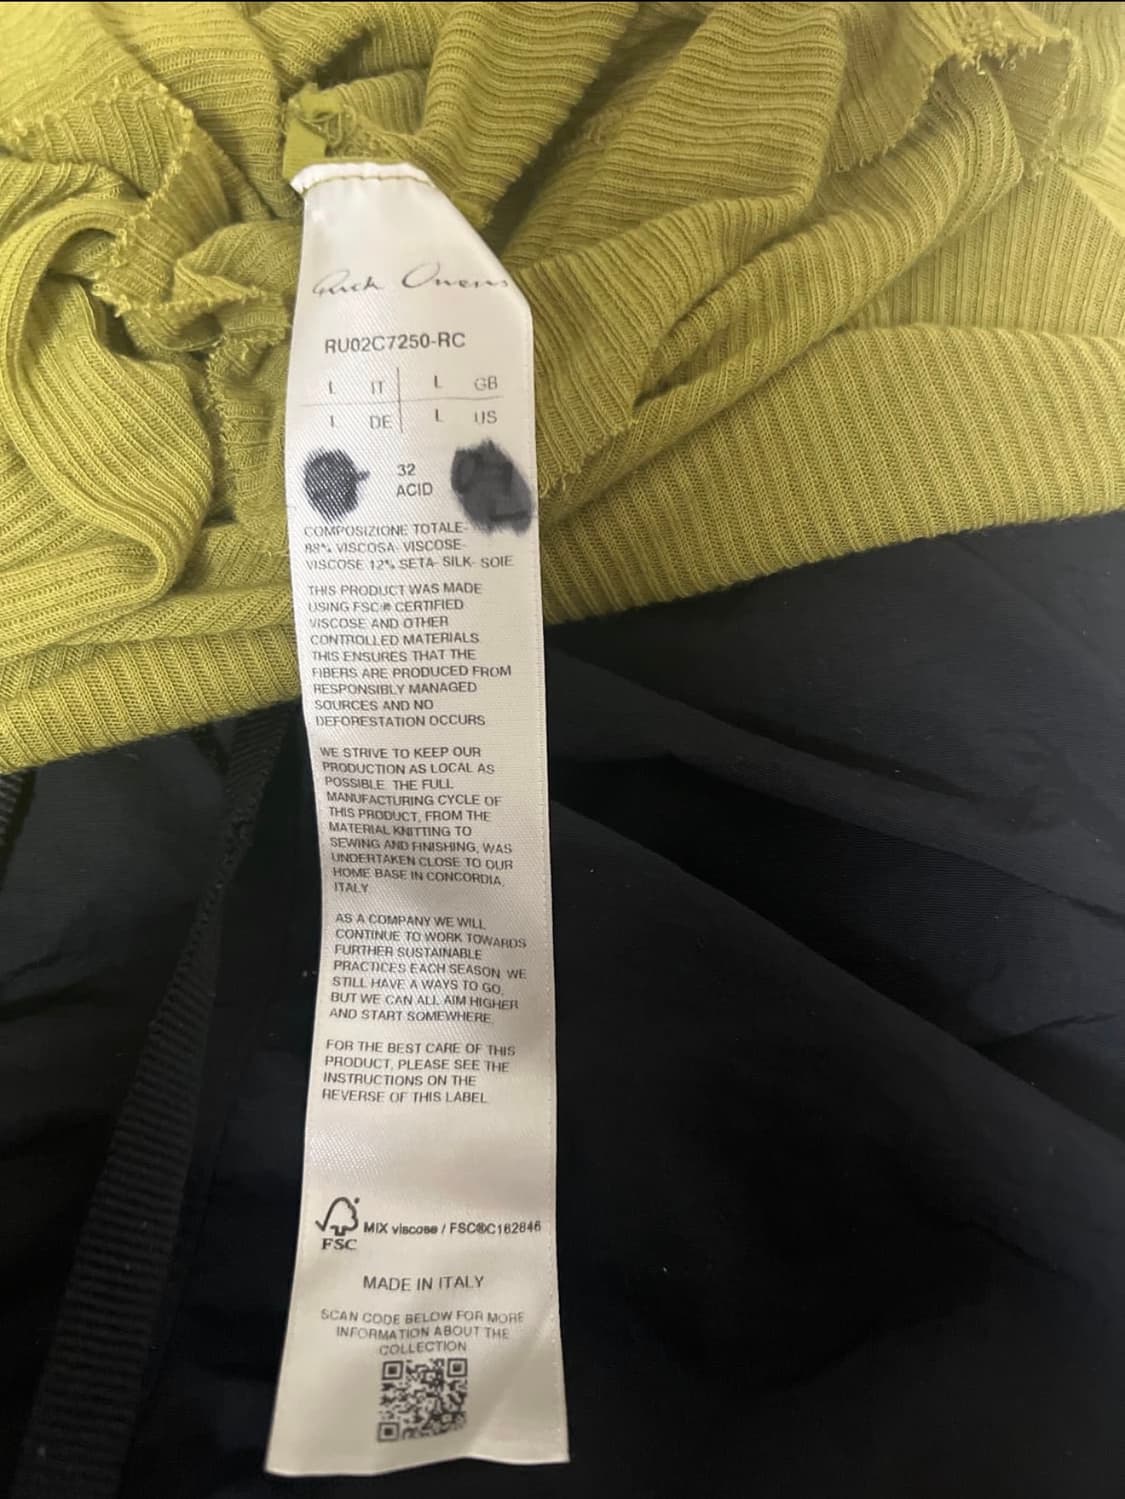 Rick Owens
RU02C7250-RC
L IT L GB
L DE L US
32
ACID
COMPOSIZIONE TOTALE-
88% VISCOSA- VISCOSE-
VISCOSE 12% SETA- SILK- SOIE
THIS PRODUCT WAS MADE
USING FSC® CERTIFIED
VISCOSE AND OTHER
CONTROLLED MATERIALS
THIS ENSURES THAT THE
FIBERS ARE PRODUCED FROM
RESPONSIBLY MANAGED
SOURCES AND NO
DEFORESTATION OCCURS
WE STRIVE TO KEEP OUR
PRODUCTION AS LOCAL AS
POSSIBLE. THE FULL
MANUFACTURING CYCLE OF
THIS PRODUCT, FROM THE
MATERIAL KNITTING TO
SEWING AND FINISHING, WAS
UNDERTAKEN CLOSE TO OUR
HOME BASE IN CONCORDIA,
ITALY
AS A COMPANY WE WILL
CONTINUE TO WORK TOWARDS
FURTHER SUSTAINABLE
PRACTICES EACH SEASON WE
STILL HAVE A WAYS TO GO,
BUT WE CAN ALL AIM HIGHER
AND START SOMEWHERE.
FOR THE BEST CARE OF THIS
PRODUCT, PLEASE SEE THE
INSTRUCTIONS ON THE
REVERSE OF THIS LABEL
FSC
MIX viscose / FSC®C162846
MADE IN ITALY
SCAN CODE BELOW FOR MORE
INFORMATION ABOUT THE
COLLECTION